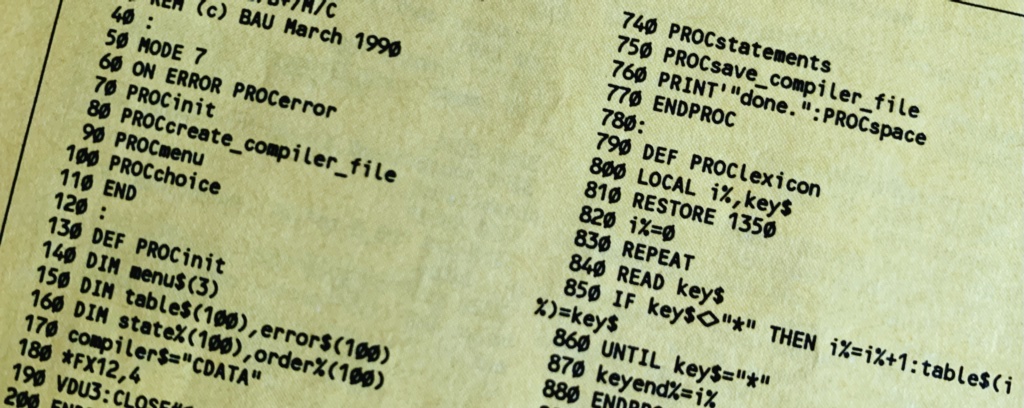 REM (c) BAU March 1990
40 :
50 MODE 7
60 ON ERROR PROCerror
70 PROCinit
80 PROCcreate_compiler_file
90 PROCmenu
100 PROCchoice
110 END
120 :
130 DEF PROCinit
140 DIM menu$(3)
150 DIM table$(100),error$(100)
160 DIM state%(100),order%(100)
170 compiler$="CDATA"
180 *FX12,4
190 VDU3:CLOSE#
200
740 PROCstatements
750 PROCsave_compiler_file
760 PRINT'"done.":PROCspace
770 ENDPROC
780:
790 DEF PROClexicon
800 LOCAL i%,key$
810 RESTORE 1350
820 i%=0
830 REPEAT
840 READ key$
850 IF key$<>"*" THEN i%=i%+1:table$(i
%)=key$
860 UNTIL key$="*"
870 keyend%=i%
880 ENDPROC